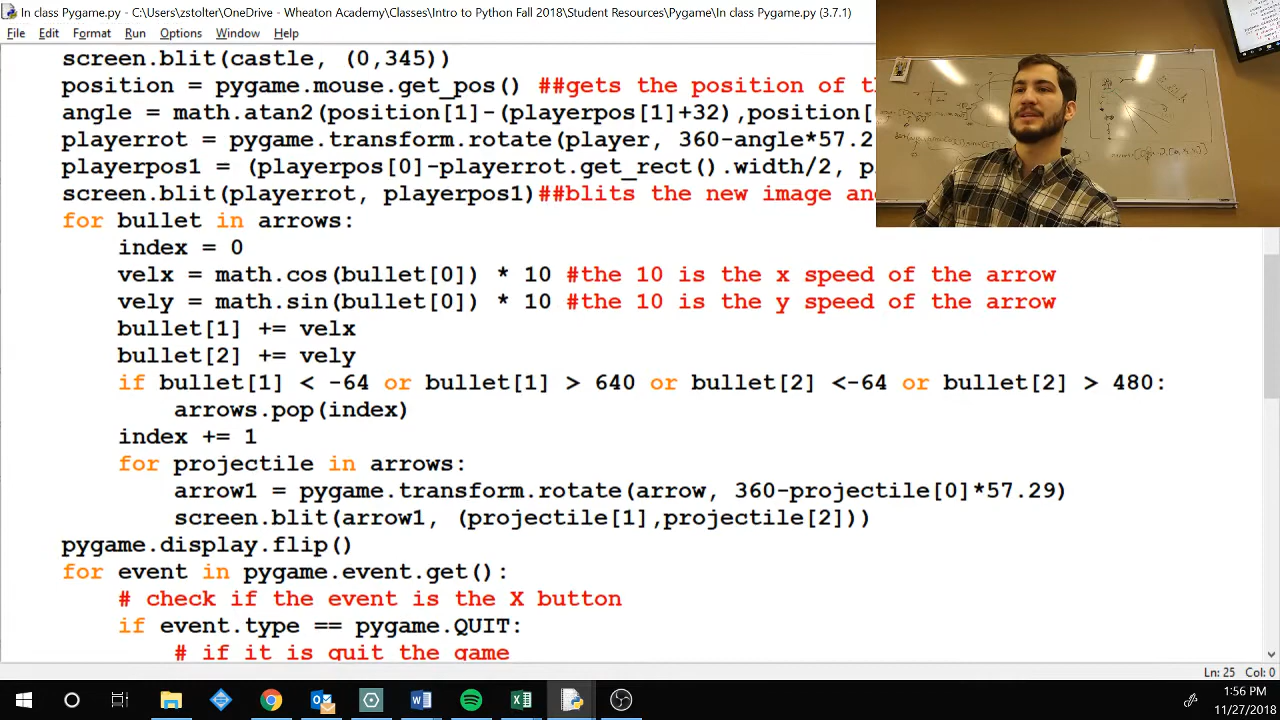 In class Pygame.py - C:\Users\zstolter\OneDrive - Wheaton Academy\Classes\Intro to Python Fall 2018\Student Resources\Pygame\In class Pygame.py (3.7.1)
File Edit Format Run Options Window Help
screen.blit(castle, (0,345))
position = pygame.mouse.get_pos() ##gets the position of
angle = math.atan2(position[1]-(playerpos[1]+32),position[
playerrot = pygame.transform.rotate(player, 360-angle*57.2
playerpos1 = (playerpos[0]-playerrot.get_rect().width/2,
screen.blit(playerrot, playerpos1)##blits the new image
for bullet in arrows:
index = 0
velx = math.cos(bullet[0]) * 10 #the 10 is the x speed of the arrow
vely = math.sin(bullet[0]) * 10 #the 10 is the y speed of the arrow
bullet[1] += velx
bullet[2] += vely
if bullet[1] < -64 or bullet[1] > 640 or bullet[2] <-64 or bullet[2] > 480:
arrows.pop(index)
index += 1
for projectile in arrows:
arrow1 = pygame.transform.rotate(arrow, 360-projectile[0]*57.29)
screen.blit(arrow1, (projectile[1],projectile[2]))
pygame.display.flip()
for event in pygame.event.get():
# check if the event is the X button
if event.type == pygame.QUIT:
# if it is quit the game
Ln: 25 Col: 0
1:56 PM
11/27/2018